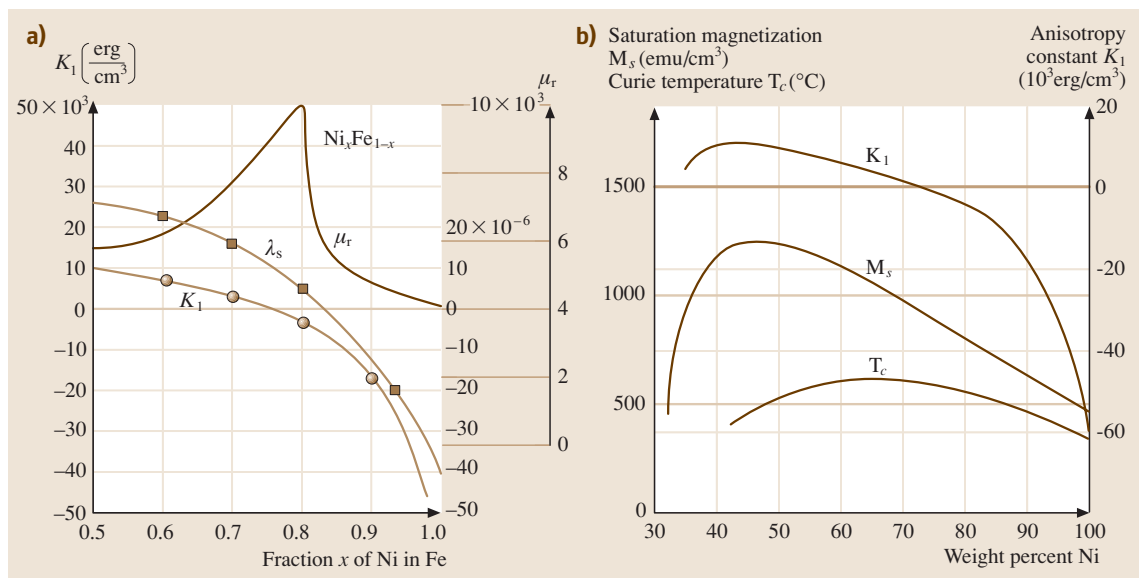 a)
K₁ (erg/cm³)
50 × 10³
40
30
20
10
0
–10
–20
–30
–40
–50
0.5
0.6
0.7
0.8
0.9
1.0
Fraction x of Ni in Fe
NiₓFe₁₋ₓ
λₛ
μᵣ
K₁
20 × 10⁻⁶
10
0
–10
–20
–30
–40
–50
μᵣ
10 × 10³
8
6
4
2
0
b) Saturation magnetization
Mₛ (emu/cm³)
Curie temperature T꜀ (°C)
Anisotropy
constant K₁
(10³erg/cm³)
1500
1000
500
0
20
0
-20
-40
-60
K₁
Mₛ
T꜀
30
40
50
60
70
80
90
100
Weight percent Ni